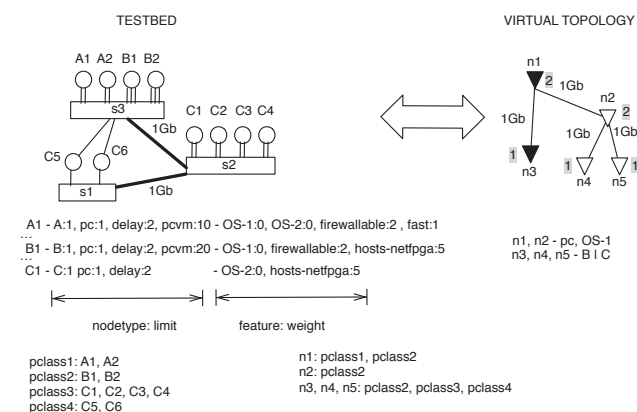 TESTBED
VIRTUAL TOPOLOGY
A1 A2 B1 B2
s3
1Gb
C1 C2 C3 C4
s2
C5
C6
s1
1Gb
n1
2
1Gb
n2
2
1Gb
1Gb
1Gb
1
n3
1
n4
1
n5
A1 - A:1, pc:1, delay:2, pcvm:10 - OS-1:0, OS-2:0, firewallable:2 , fast:1
...
B1 - B:1, pc:1, delay:2, pcvm:20 - OS-1:0, firewallable:2, hosts-netfpga:5
...
C1 - C:1 pc:1, delay:2 - OS-2:0, hosts-netfpga:5
n1, n2 - pc, OS-1
n3, n4, n5 - B | C
nodetype: limit
feature: weight
pclass1: A1, A2
pclass2: B1, B2
pclass3: C1, C2, C3, C4
pclass4: C5, C6
n1: pclass1, pclass2
n2: pclass2
n3, n4, n5: pclass2, pclass3, pclass4